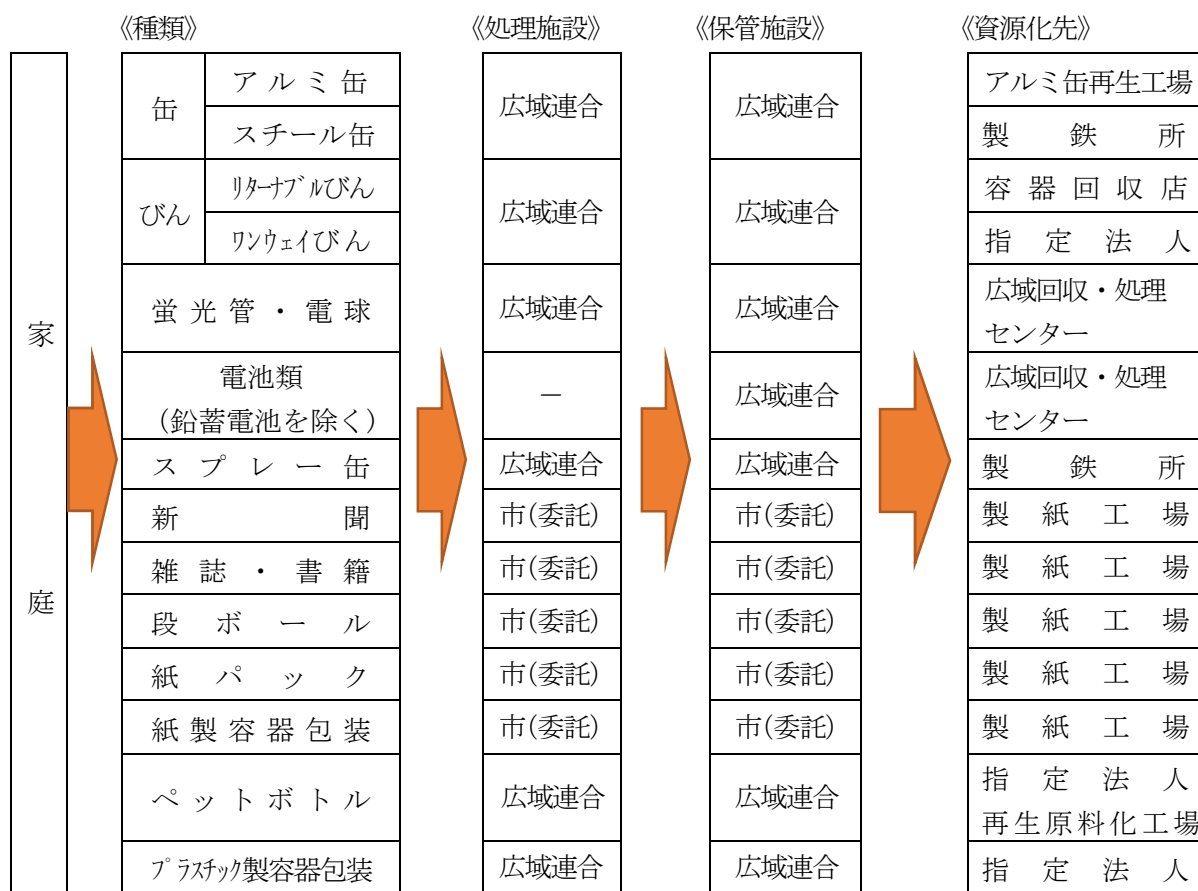 《種類》 《処理施設》 《保管施設》 《資源化先》
家庭
缶
アルミ缶
スチール缶
広域連合
広域連合
アルミ缶再生工場
製鉄所
びん
リターナブルびん
ワンウェイびん
広域連合
広域連合
容器回収店
指定法人
蛍光管・電球
広域連合
広域連合
広域回収・処理
センター
電池類
(鉛蓄電池を除く)
―
広域連合
広域回収・処理
センター
スプレー缶
広域連合
広域連合
製鉄所
新聞
市(委託)
市(委託)
製紙工場
雑誌・書籍
市(委託)
市(委託)
製紙工場
段ボール
市(委託)
市(委託)
製紙工場
紙パック
市(委託)
市(委託)
製紙工場
紙製容器包装
市(委託)
市(委託)
製紙工場
ペットボトル
広域連合
広域連合
指定法人
再生原料化工場
プラスチック製容器包装
広域連合
広域連合
指定法人